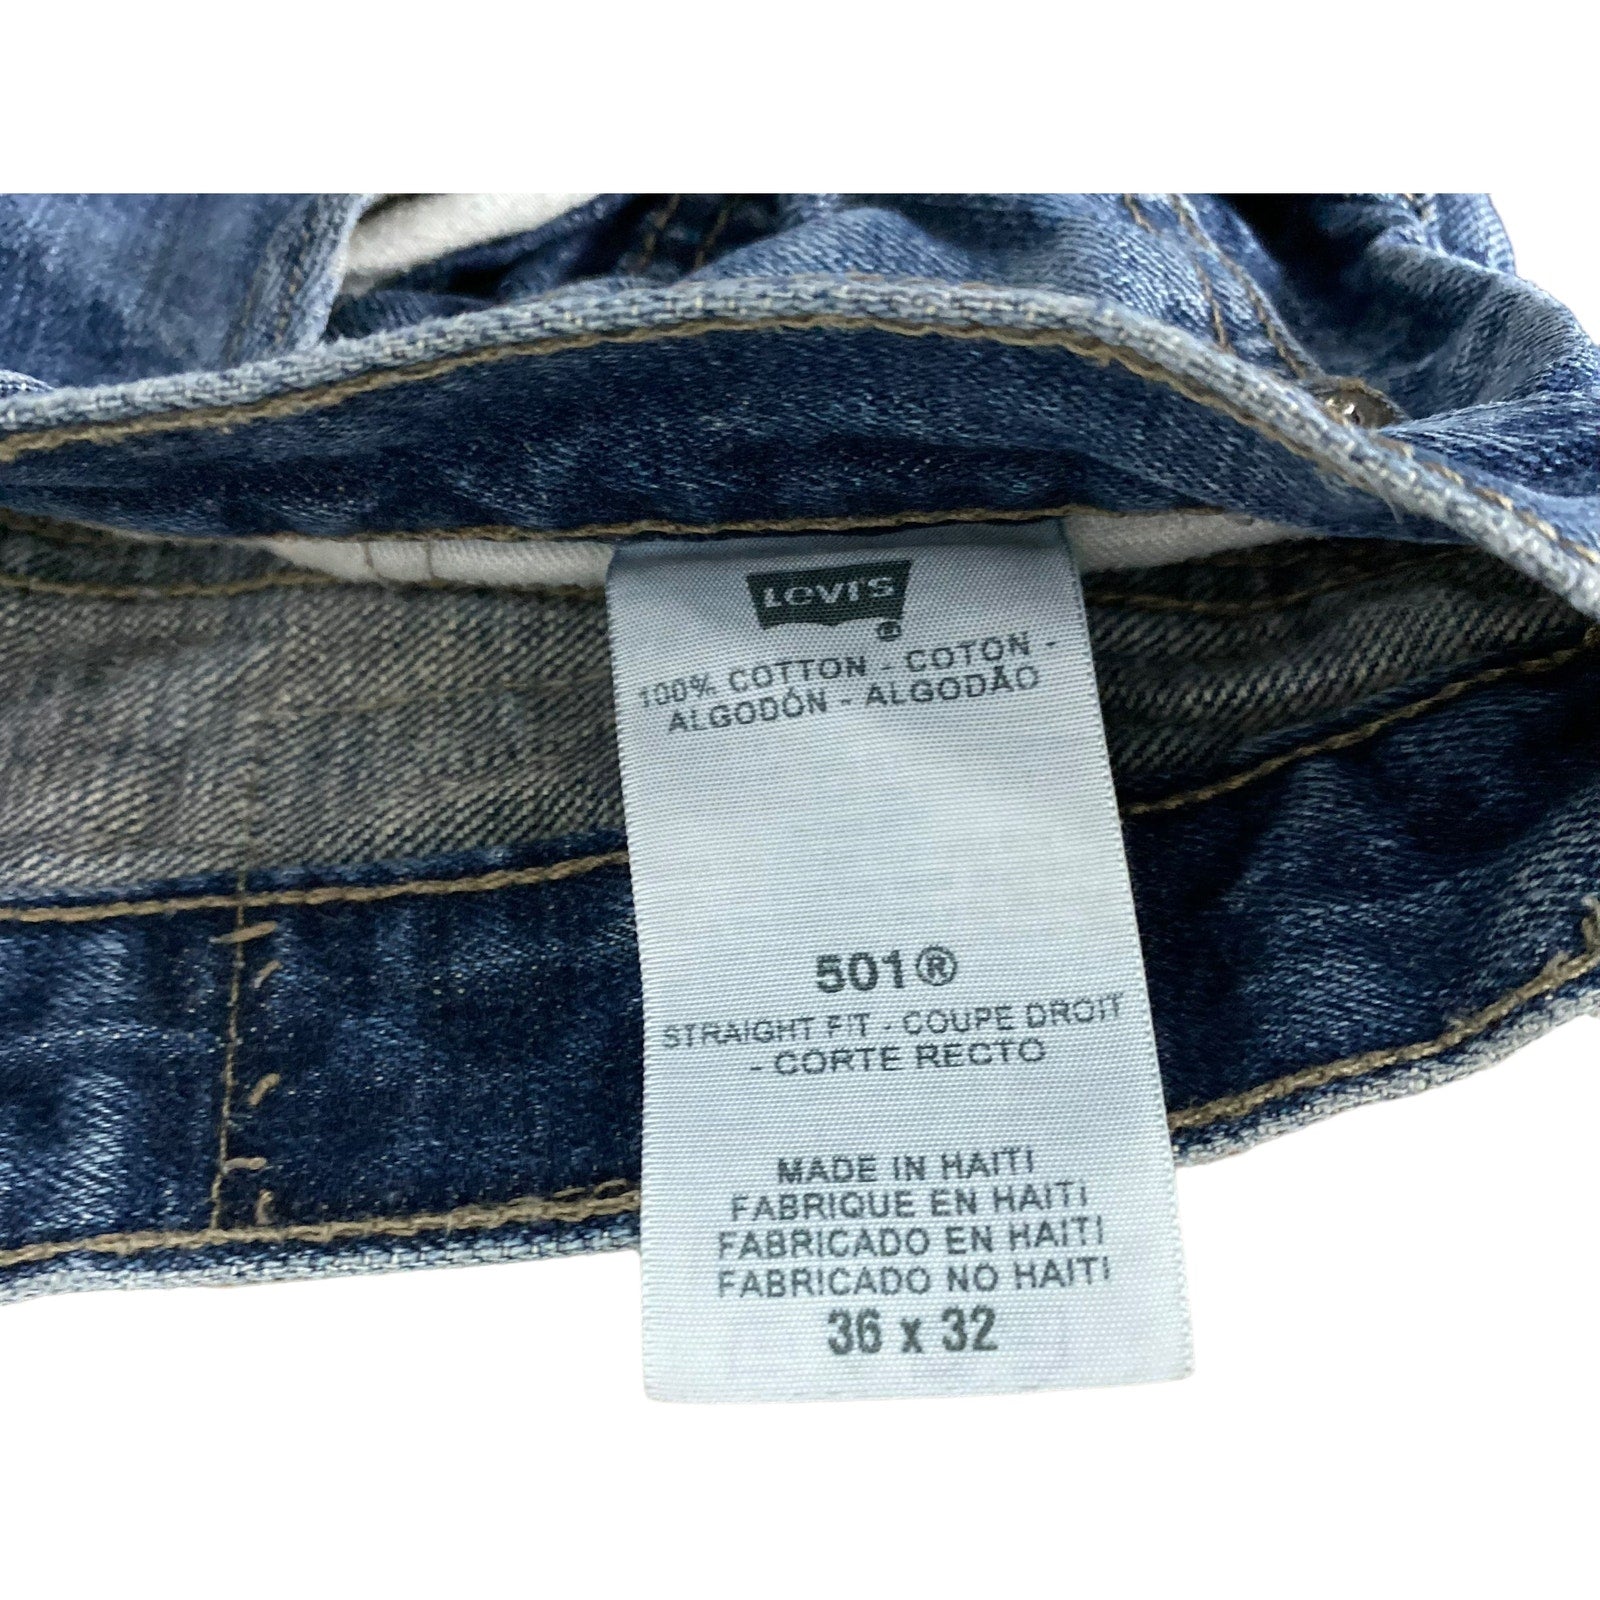 LEVI'S
®
100% COTTON - COTON -
ALGODÓN - ALGODÃO
501®
STRAIGHT FIT - COUPE DROIT
- CORTE RECTO
MADE IN HAITI
FABRIQUE EN HAITI
FABRICADO EN HAITI
FABRICADO NO HAITI
36 x 32